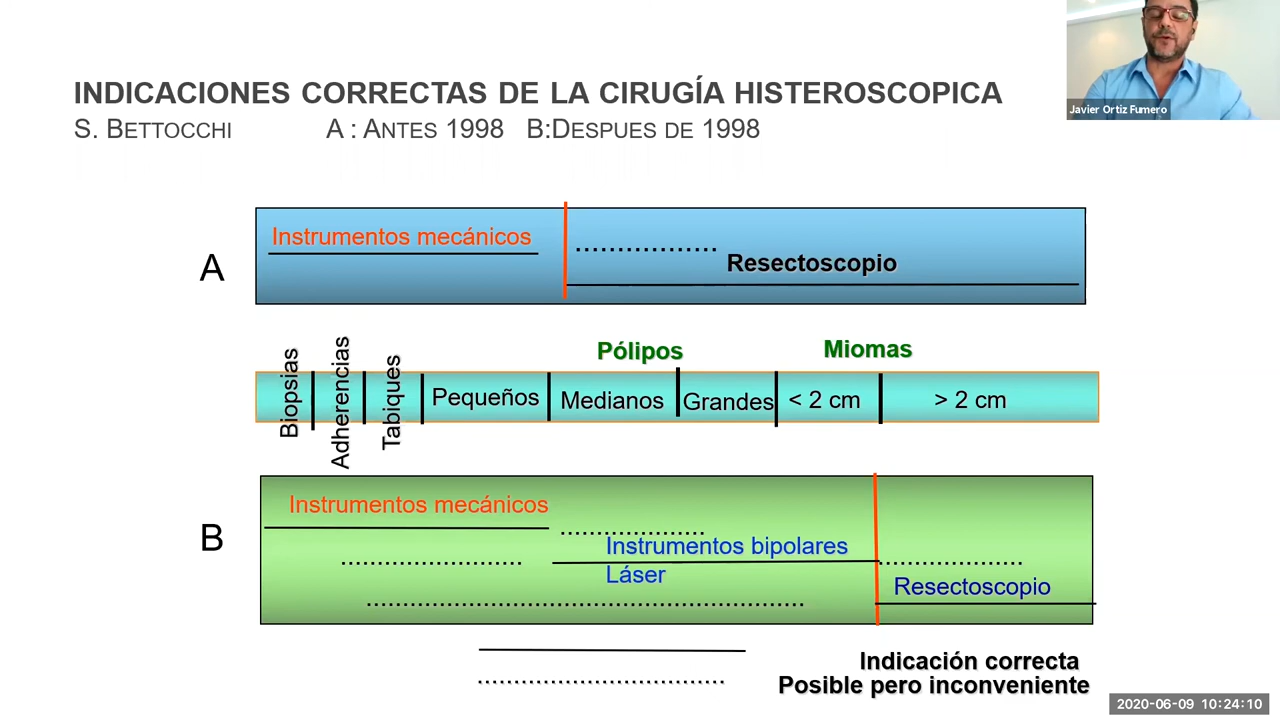 INDICACIONES CORRECTAS DE LA CIRUGÍA HISTEROSCOPICA
S. BETTOCCHI A : ANTES 1998 B:DESPUES DE 1998
Javier Ortiz Fumero
A
Instrumentos mecánicos
Resectoscopio
Pólipos
Miomas
Biopsias
Adherencias
Tabiques
Pequeños
Medianos
Grandes
< 2 cm
> 2 cm
B
Instrumentos mecánicos
Instrumentos bipolares
Láser
Resectoscopio
Indicación correcta
Posible pero inconveniente
2020-06-09 10:24:10